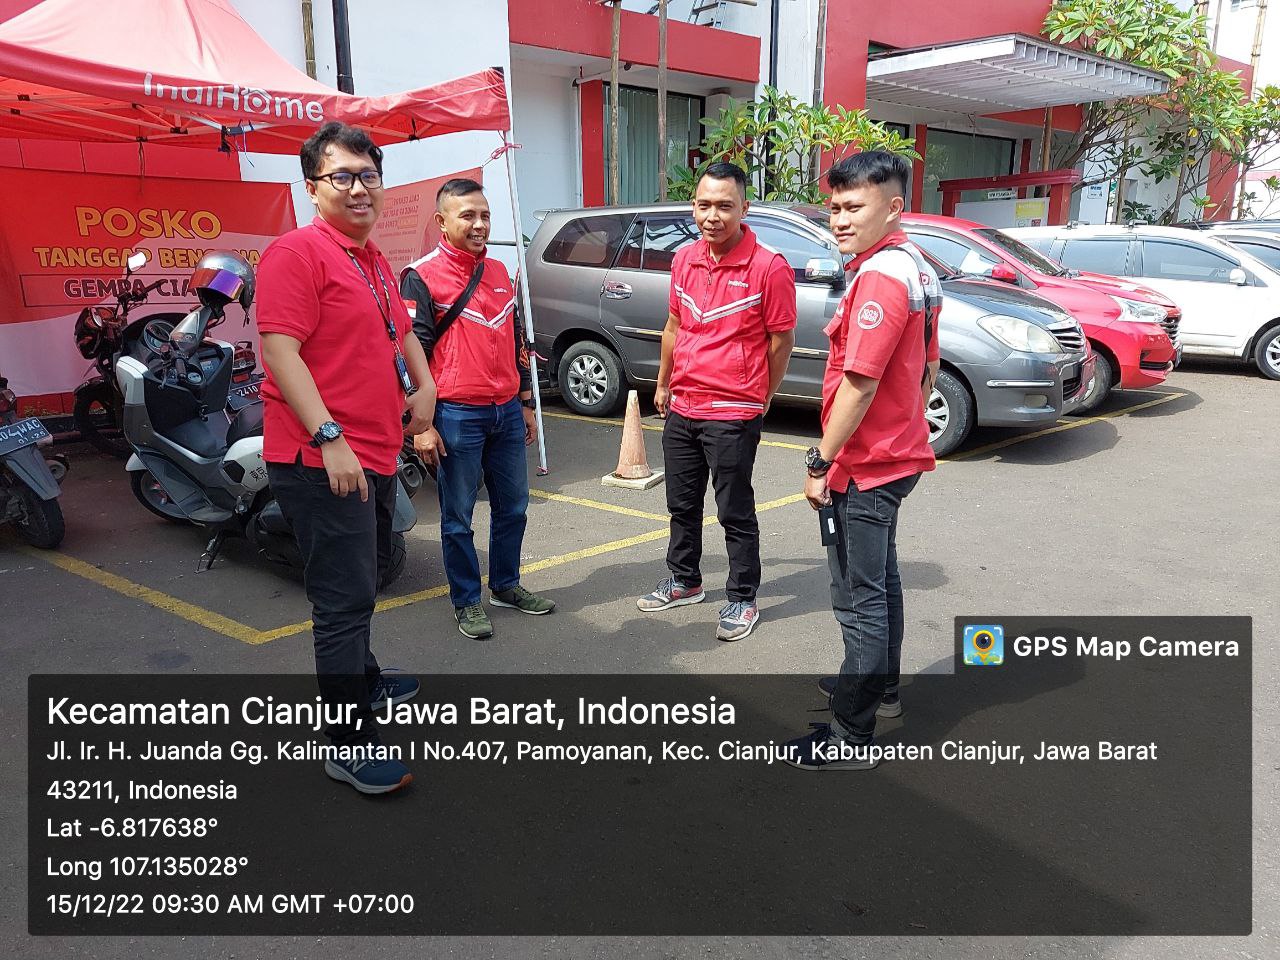 IndiHome
POSKO
TANGGAP BENCANA
GEMPA CIA
GPS Map Camera
Kecamatan Cianjur, Jawa Barat, Indonesia
Jl. Ir. H. Juanda Gg. Kalimantan I No.407, Pamoyanan, Kec. Cianjur, Kabupaten Cianjur, Jawa Barat
43211, Indonesia
Lat -6.817638°
Long 107.135028°
15/12/22 09:30 AM GMT +07:00